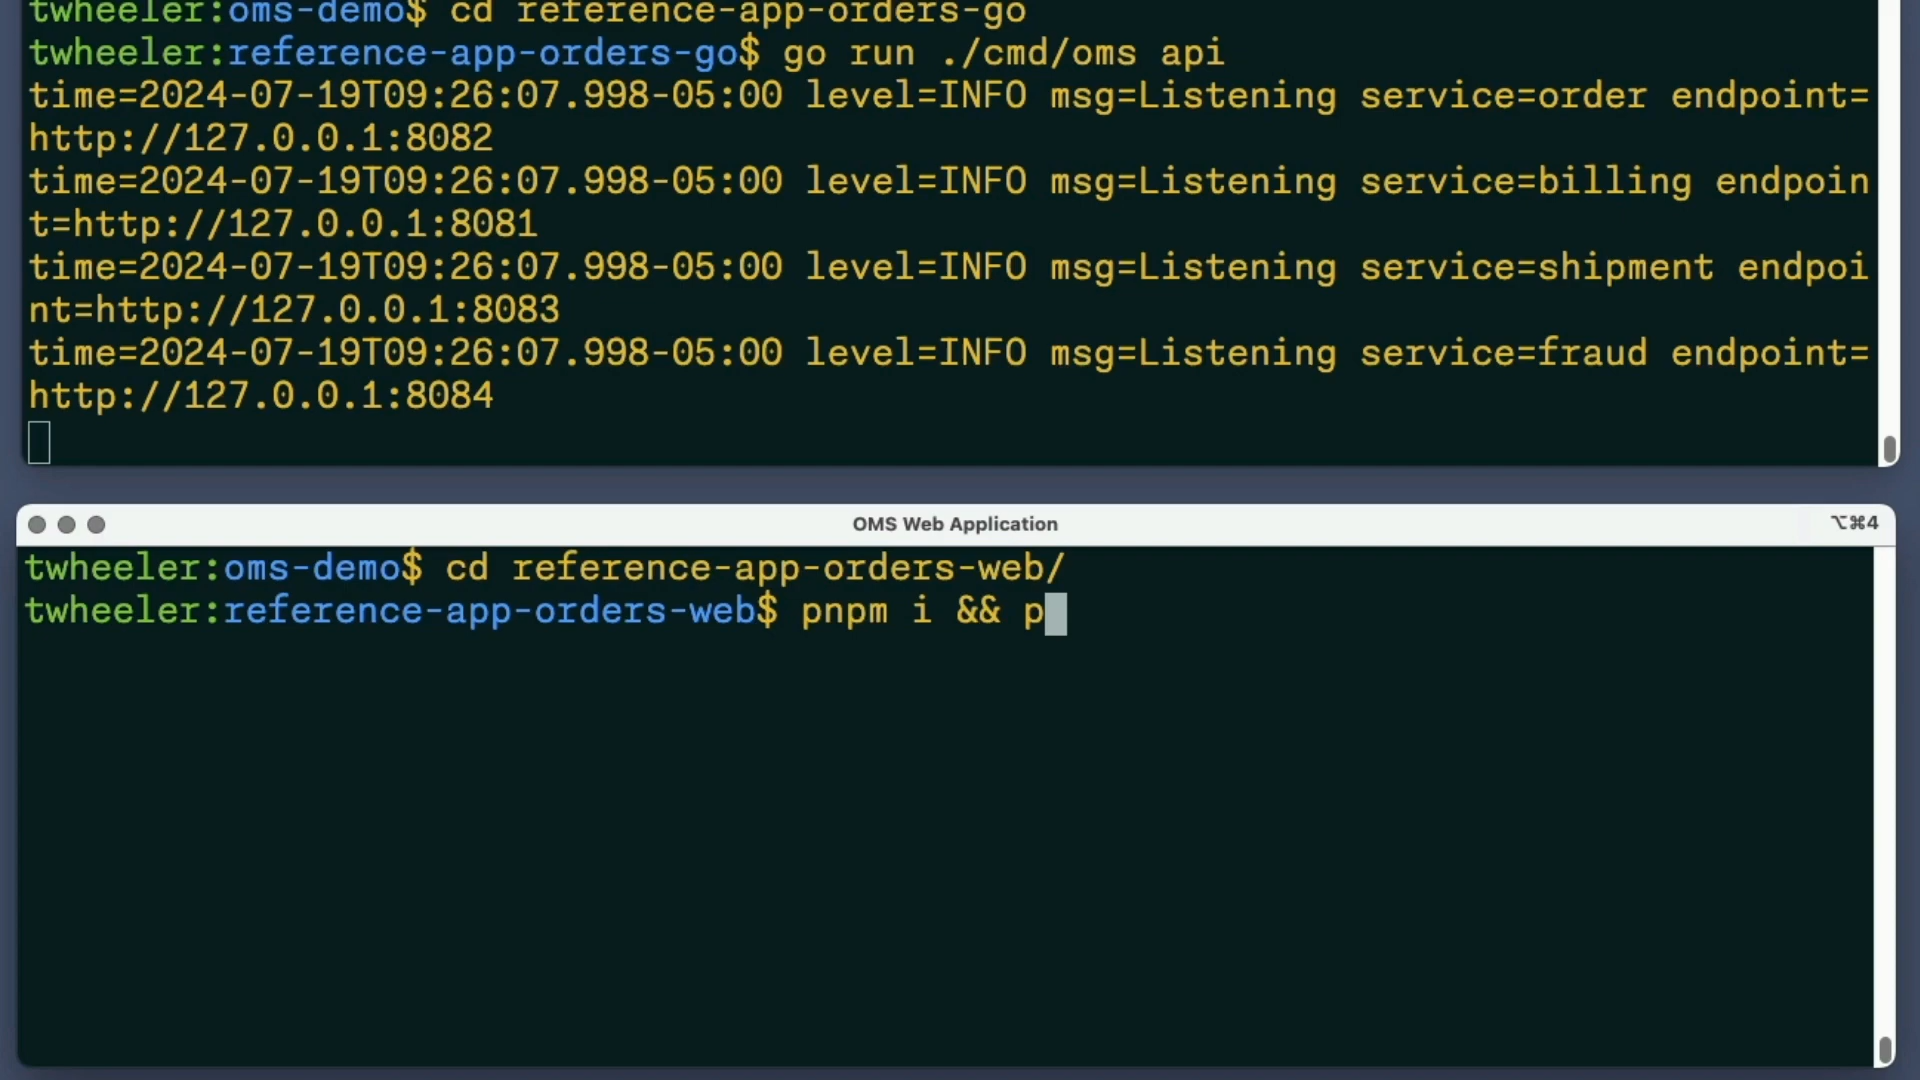 twheeler:oms-demo$ cd reference-app-orders-go
twheeler:reference-app-orders-go$ go run ./cmd/oms api
time=2024-07-19T09:26:07.998-05:00 level=INFO msg=Listening service=order endpoint=
http://127.0.0.1:8082
time=2024-07-19T09:26:07.998-05:00 level=INFO msg=Listening service=billing endpoin
t=http://127.0.0.1:8081
time=2024-07-19T09:26:07.998-05:00 level=INFO msg=Listening service=shipment endpoi
nt=http://127.0.0.1:8083
time=2024-07-19T09:26:07.998-05:00 level=INFO msg=Listening service=fraud endpoint=
http://127.0.0.1:8084
OMS Web Application ⌥⌘4
twheeler:oms-demo$ cd reference-app-orders-web/
twheeler:reference-app-orders-web$ pnpm i && p